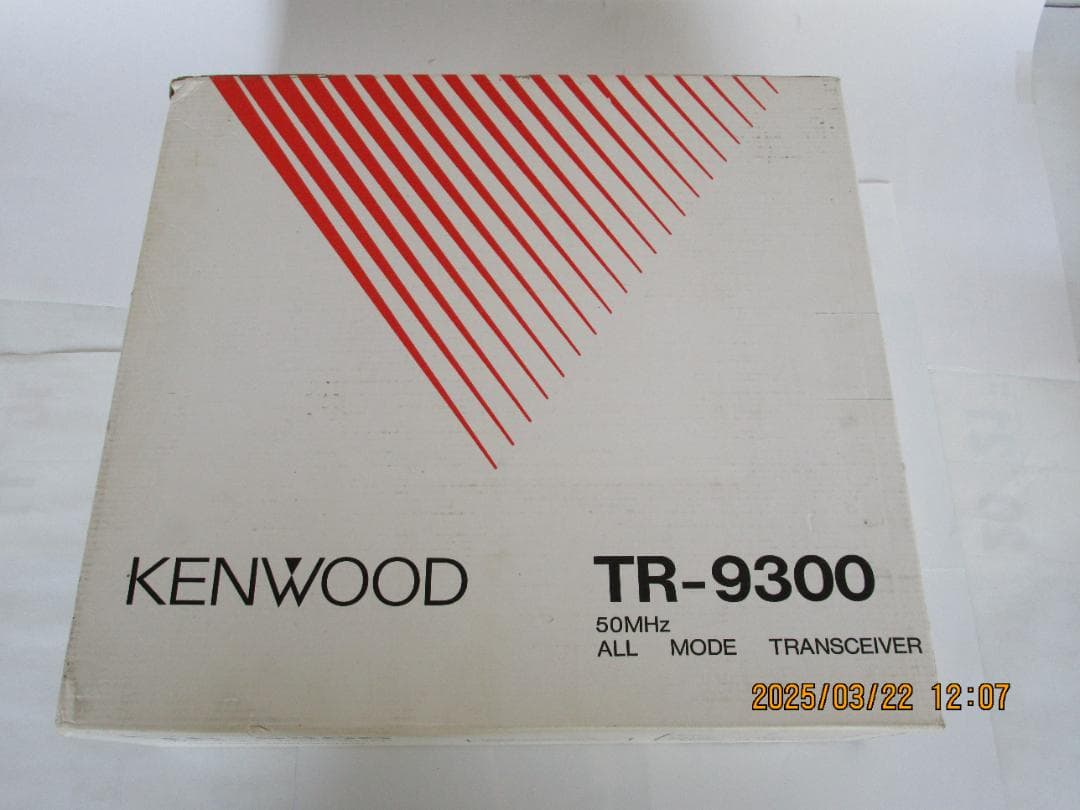 KENWOOD
TR-9300
50MHz
ALL MODE TRANSCEIVER
2025/03/22 12:07